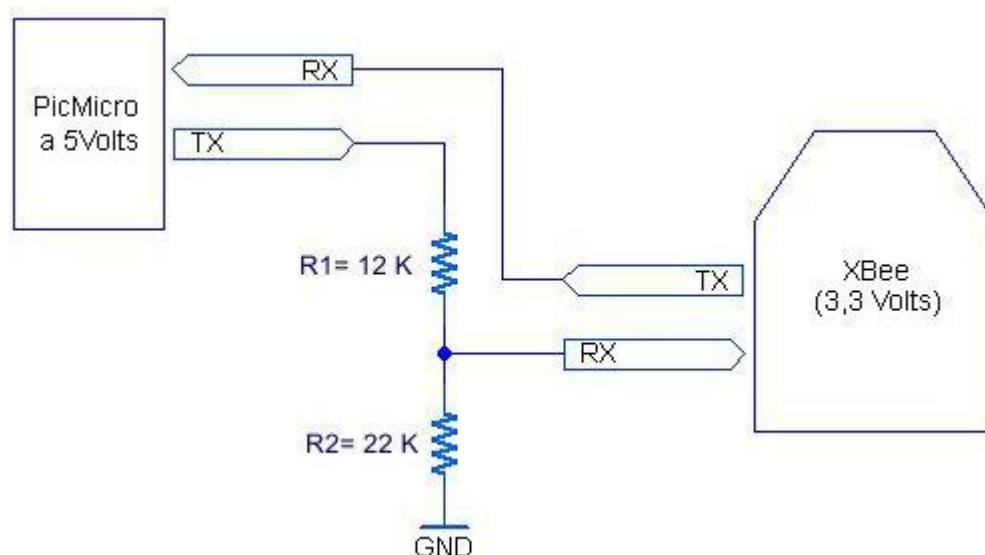 RX
PicMicro
a 5Volts
TX
R1= 12 K
XBee
(3,3 Volts)
TX
RX
R2= 22 K
GND